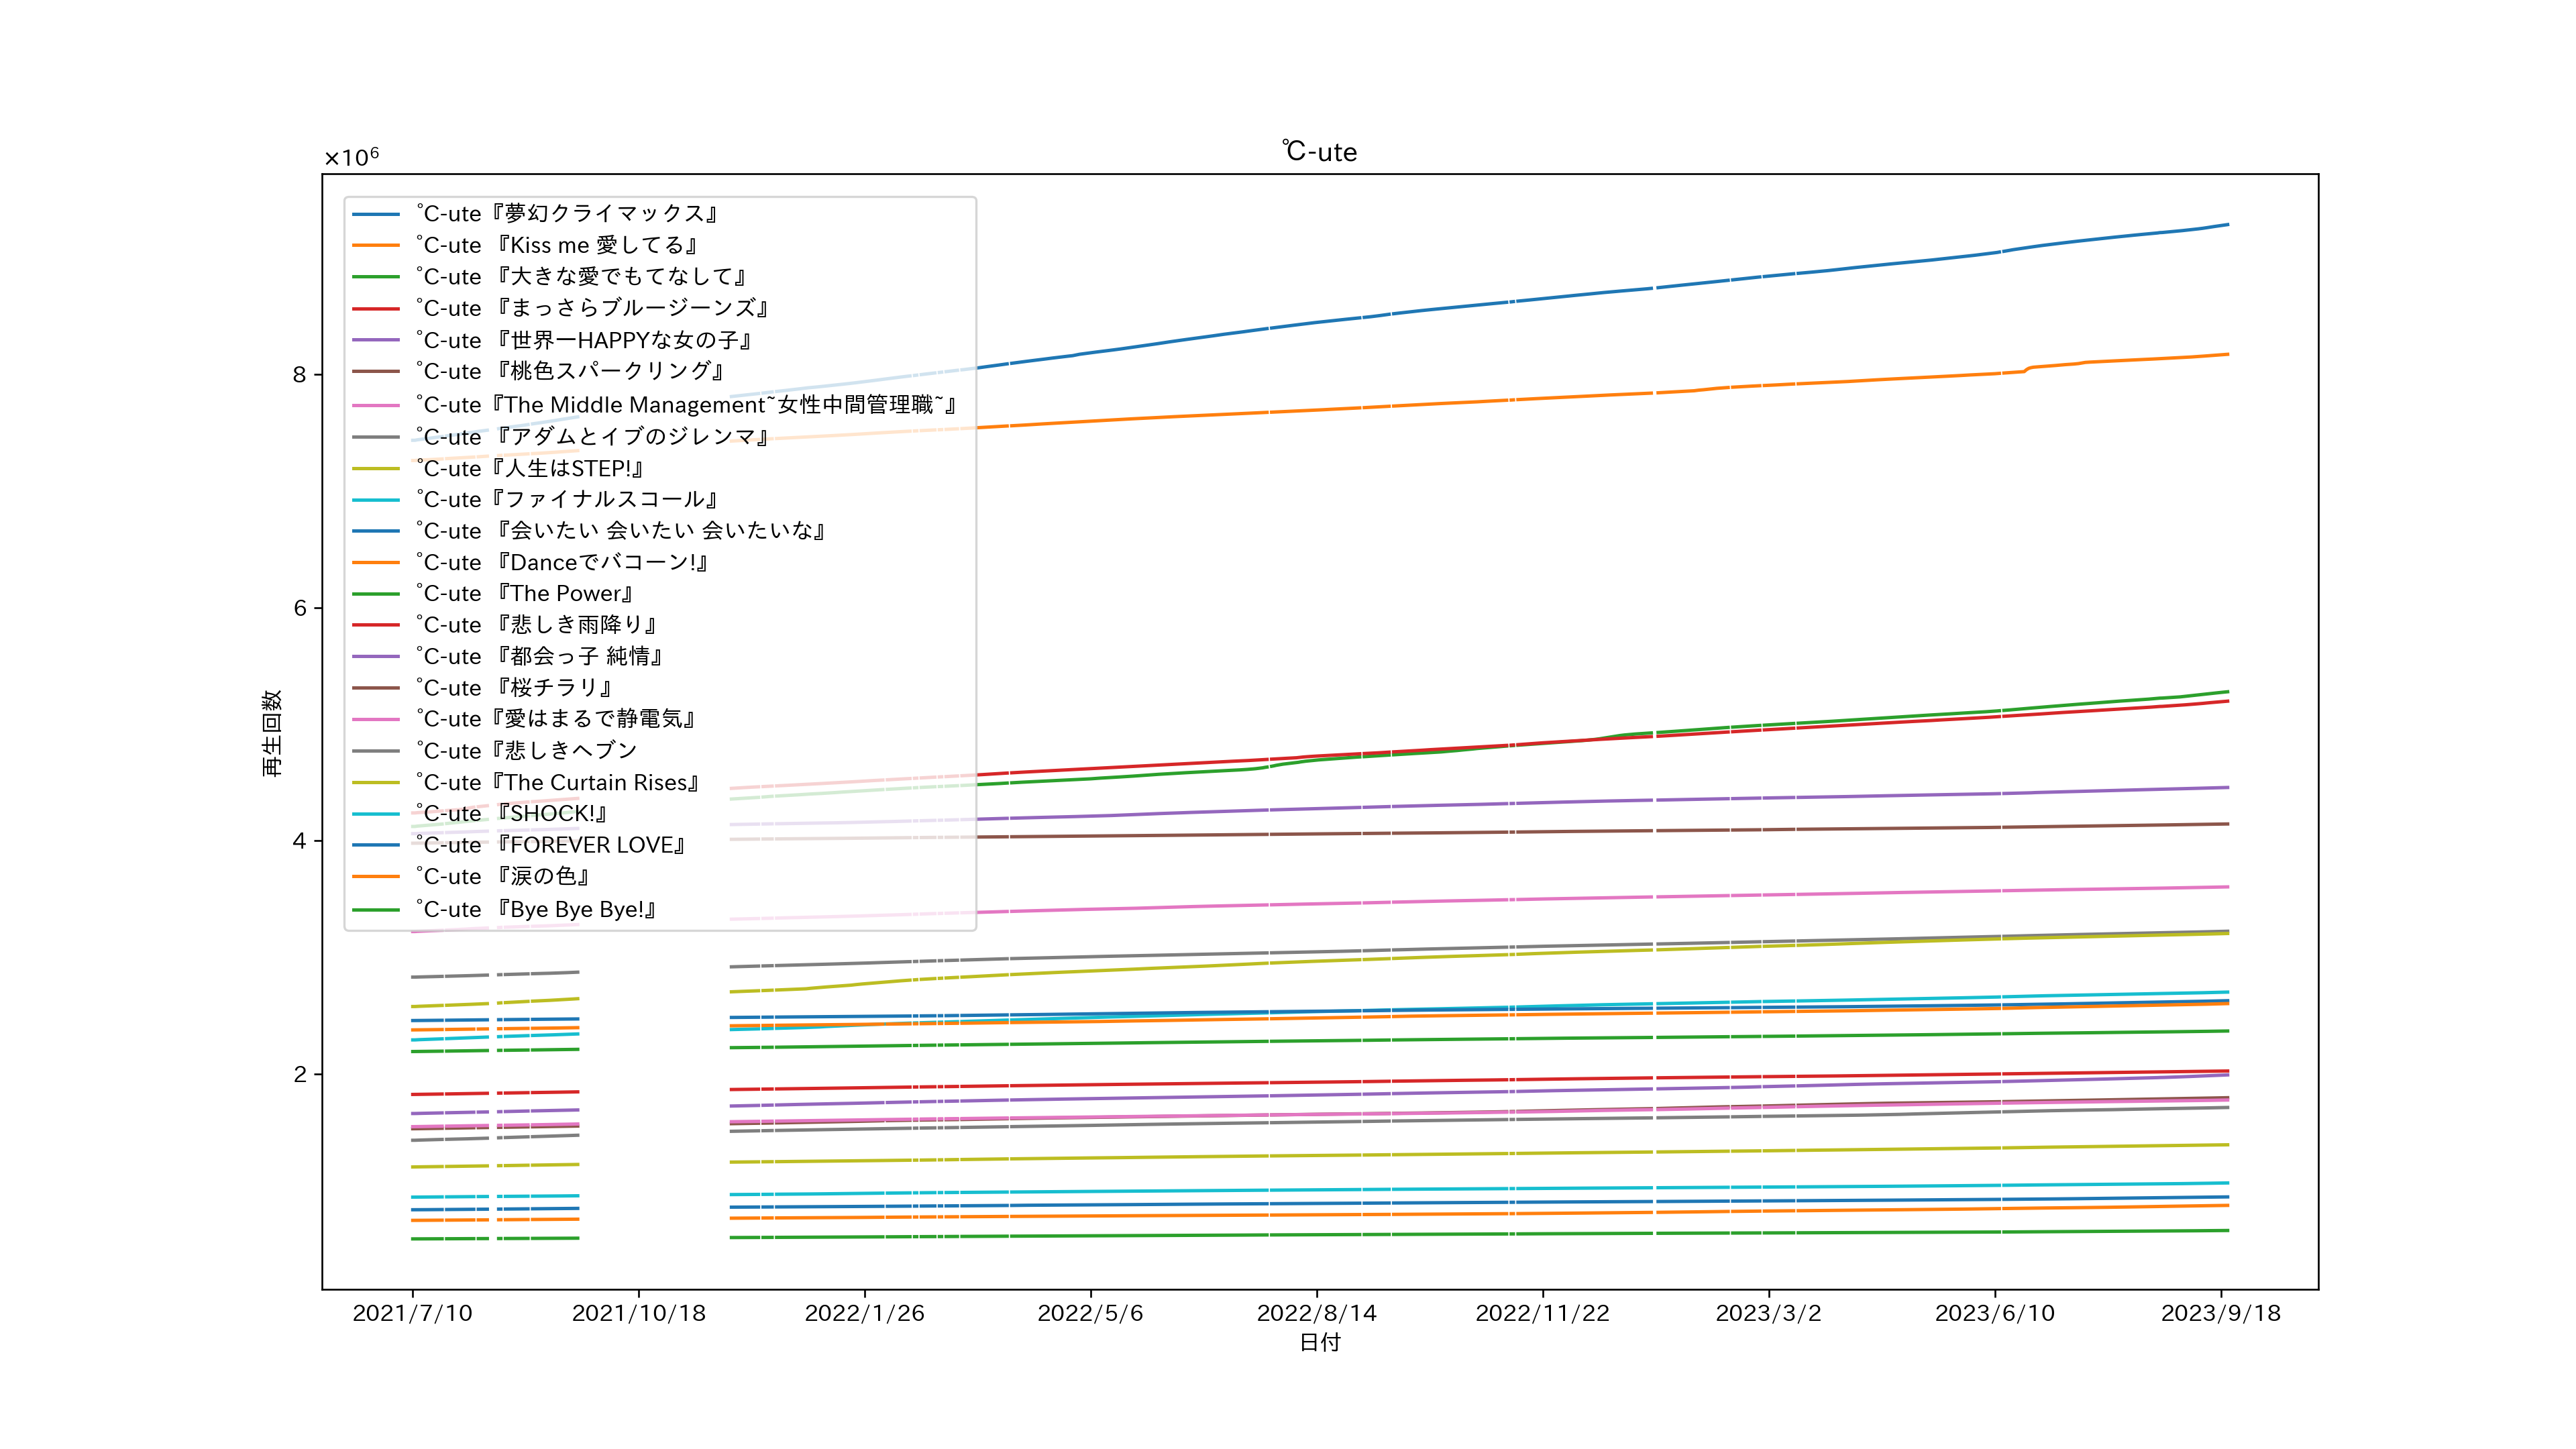 ℃-ute
×10⁶
8
6
4
2
再生回数
°C-ute『夢幻クライマックス』
°C-ute 『Kiss me 愛してる』
°C-ute 『大きな愛でもてなして』
°C-ute 『まっさらブルージーンズ』
°C-ute 『世界一HAPPYな女の子』
°C-ute 『桃色スパークリング』
°C-ute『The Middle Management~女性中間管理職~』
°C-ute 『アダムとイブのジレンマ』
°C-ute『人生はSTEP!』
°C-ute『ファイナルスコール』
°C-ute 『会いたい 会いたい 会いたいな』
°C-ute 『Danceでバコーン!』
°C-ute 『The Power』
°C-ute 『悲しき雨降り』
°C-ute 『都会っ子 純情』
°C-ute 『桜チラリ』
°C-ute『愛はまるで静電気』
°C-ute『悲しきヘブン
°C-ute『The Curtain Rises』
°C-ute 『SHOCK!』
°C-ute 『FOREVER LOVE』
°C-ute 『涙の色』
°C-ute 『Bye Bye Bye!』
2021/7/10 2021/10/18 2022/1/26 2022/5/6 2022/8/14 2022/11/22 2023/3/2 2023/6/10 2023/9/18
日付